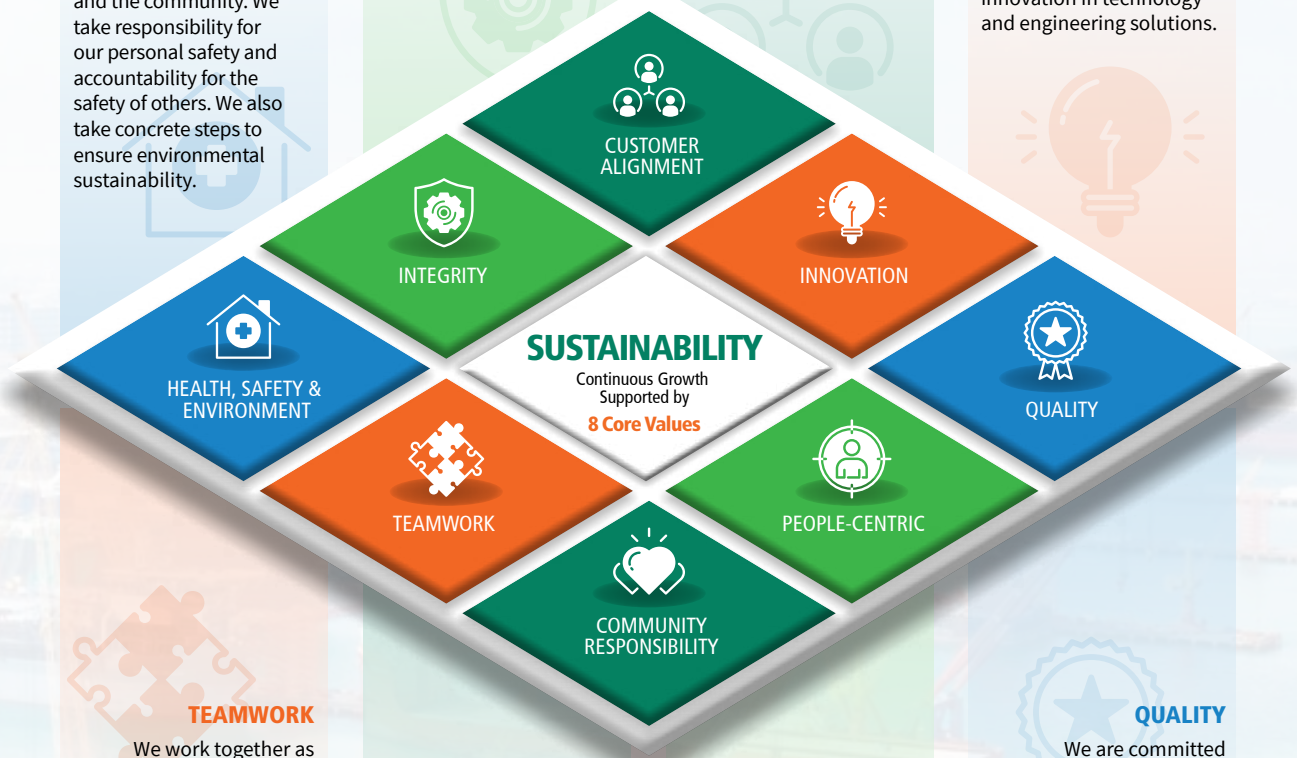 and the community. We
take responsibility for
our personal safety and
accountability for the
safety of others. We also
take concrete steps to
ensure environmental
sustainability.
innovation in technology
and engineering solutions.
CUSTOMER
ALIGNMENT
INTEGRITY
INNOVATION
HEALTH, SAFETY &
ENVIRONMENT
SUSTAINABILITY
Continuous Growth
Supported by
8 Core Values
QUALITY
TEAMWORK
PEOPLE-CENTRIC
COMMUNITY
RESPONSIBILITY
TEAMWORK
We work together as
QUALITY
We are committed